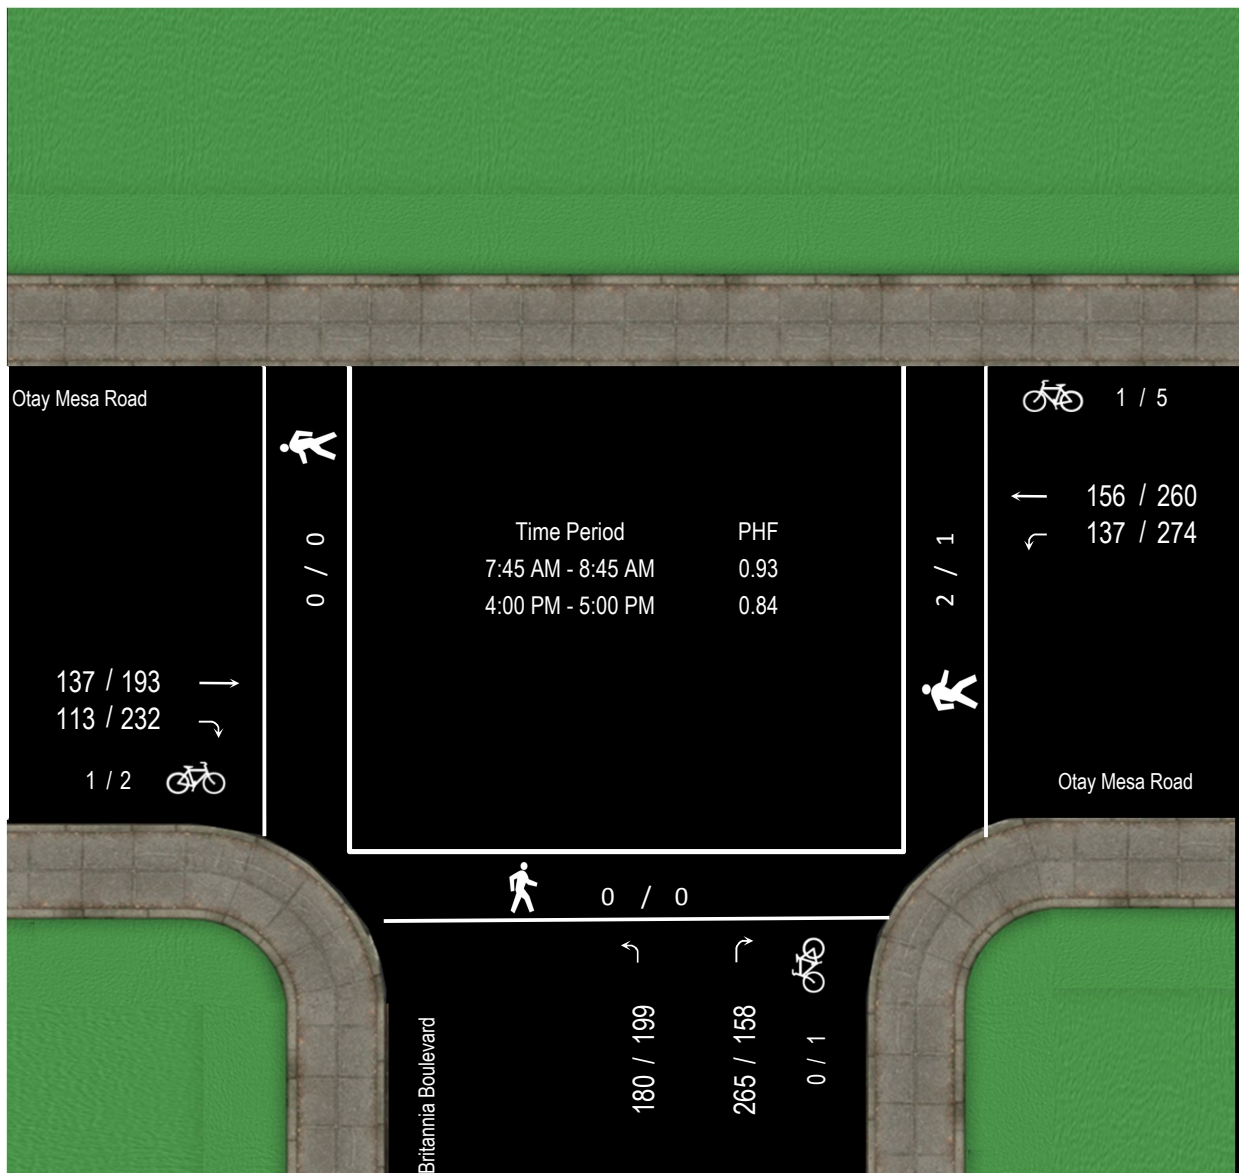 Otay Mesa Road
1 / 5
156 / 260
137 / 274
0 / 0
Time Period PHF
7:45 AM - 8:45 AM 0.93
4:00 PM - 5:00 PM 0.84
2 / 1
137 / 193
113 / 232
1 / 2
Otay Mesa Road
0 / 0
Britannia Boulevard
180 / 199
265 / 158
0 / 1